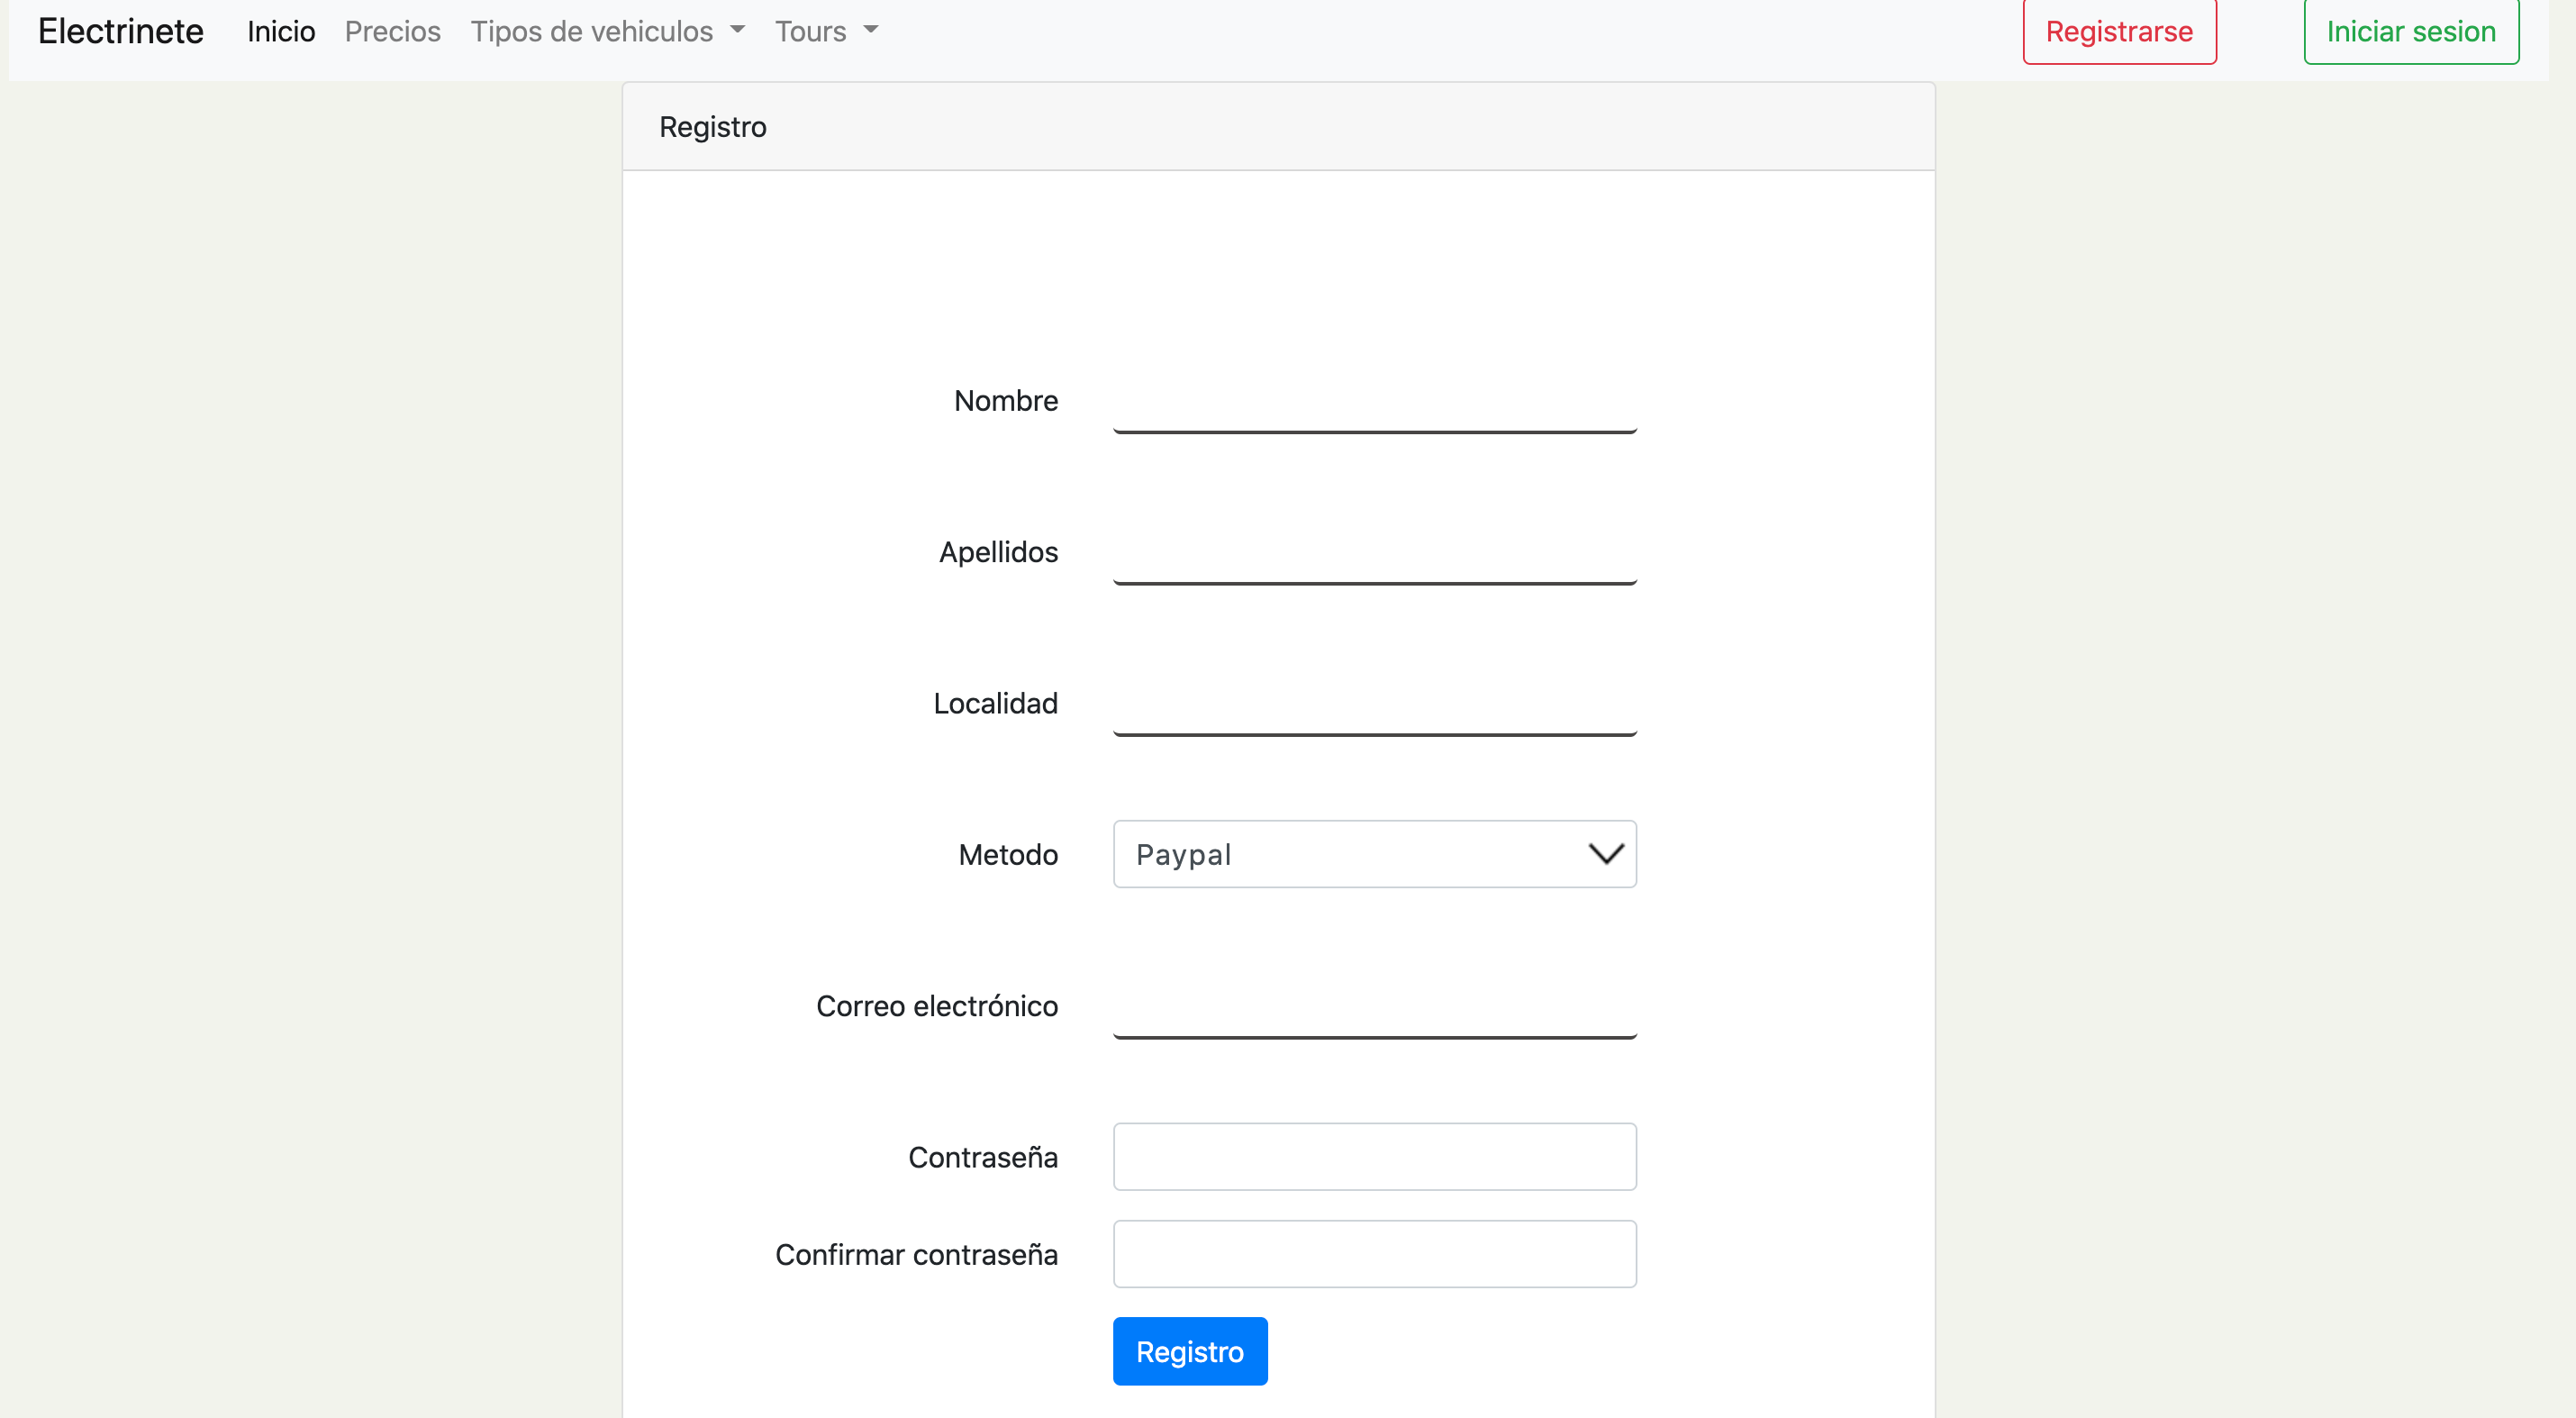 Electrinete Inicio Precios Tipos de vehiculos Tours Registrarse Iniciar sesion
Registro
Nombre
Apellidos
Localidad
Metodo Paypal
Correo electrónico
Contraseña
Confirmar contraseña
Registro